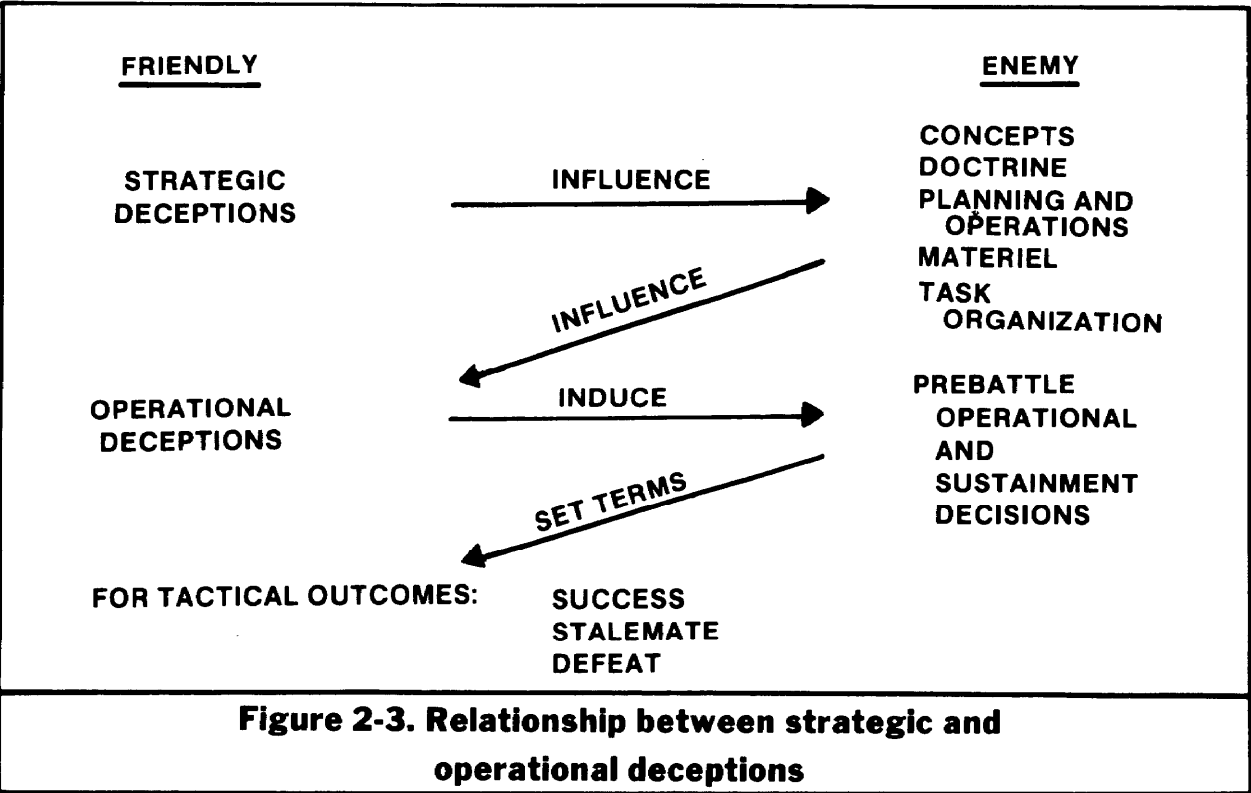 FRIENDLY
ENEMY
STRATEGIC
DECEPTIONS
INFLUENCE
CONCEPTS
DOCTRINE
PLANNING AND
OPERATIONS
MATERIEL
TASK
ORGANIZATION
INFLUENCE
OPERATIONAL
DECEPTIONS
INDUCE
PREBATTLE
OPERATIONAL
AND
SUSTAINMENT
DECISIONS
SET TERMS
FOR TACTICAL OUTCOMES:
SUCCESS
STALEMATE
DEFEAT
Figure 2-3. Relationship between strategic and
operational deceptions